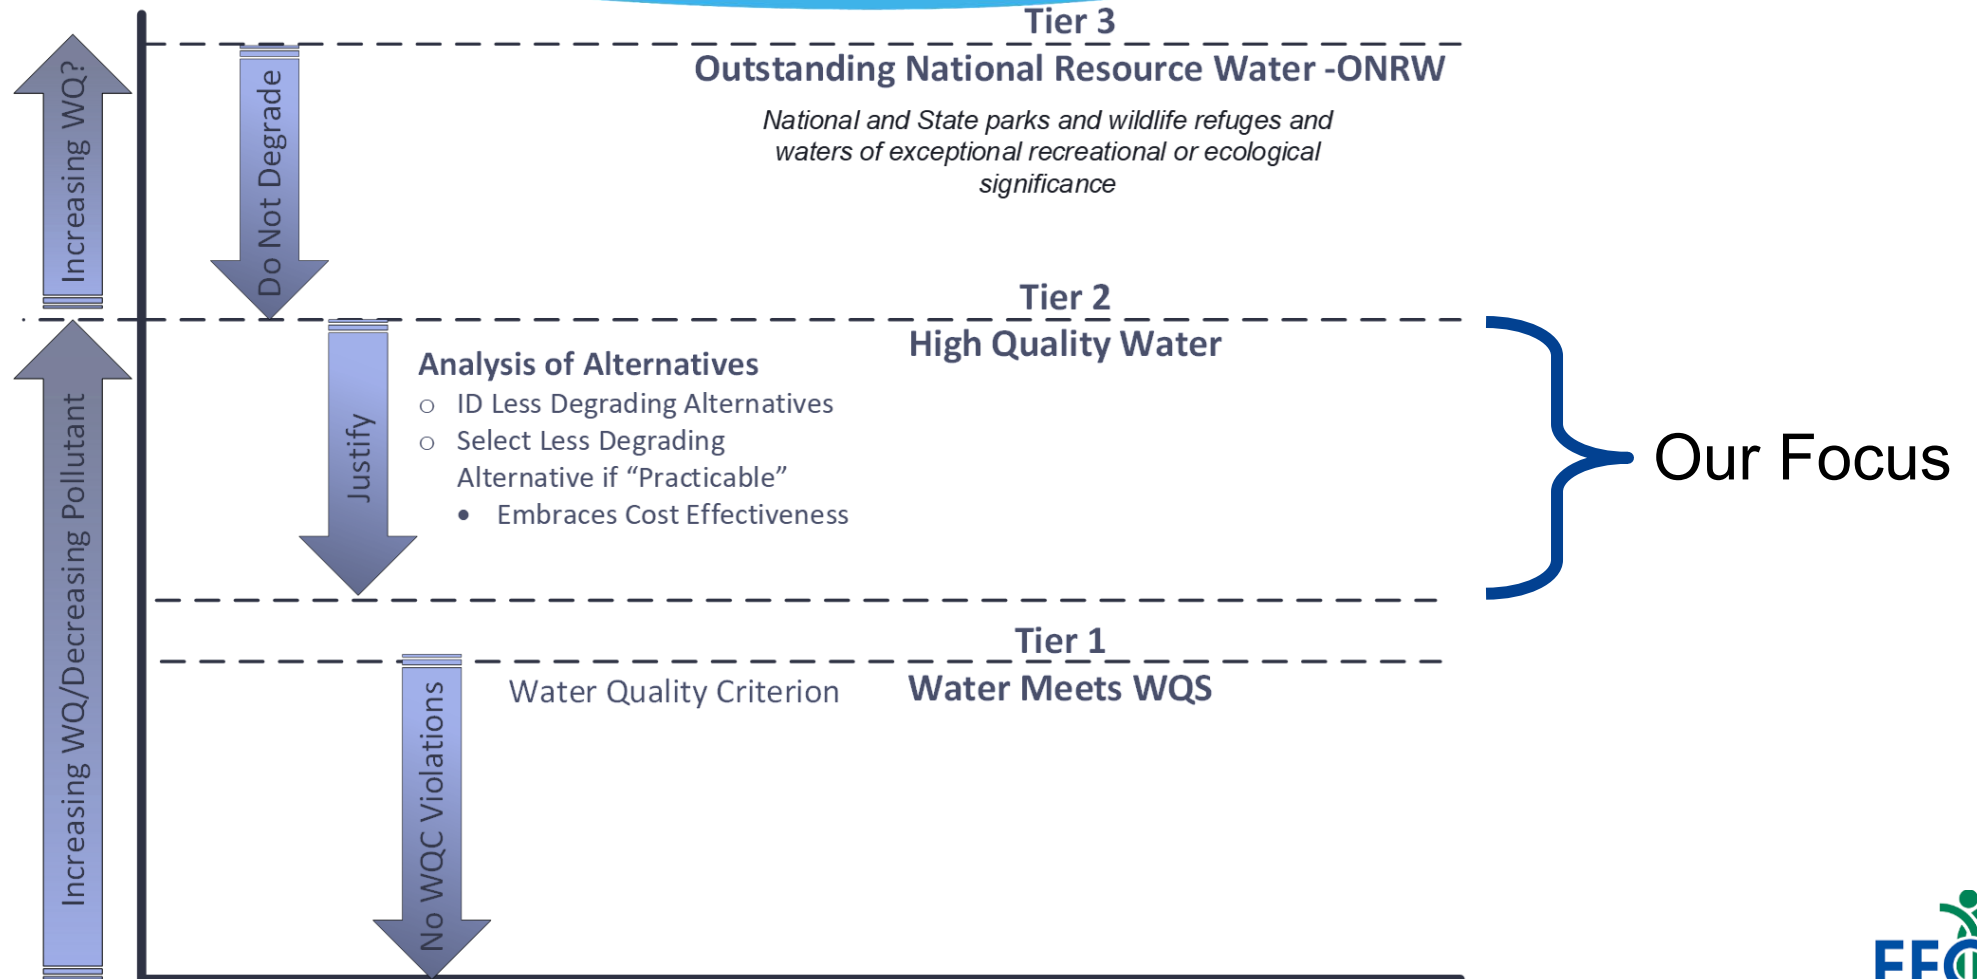 Tier 3
Outstanding National Resource Water -ONRW
National and State parks and wildlife refuges and
waters of exceptional recreational or ecological
significance
Increasing WQ?
Do Not Degrade
Tier 2
High Quality Water
Analysis of Alternatives
○ ID Less Degrading Alternatives
○ Select Less Degrading
Alternative if “Practicable”
• Embraces Cost Effectiveness
Justify
Our Focus
Increasing WQ/Decreasing Pollutant
Tier 1
Water Quality Criterion
Water Meets WQS
No WQC Violations